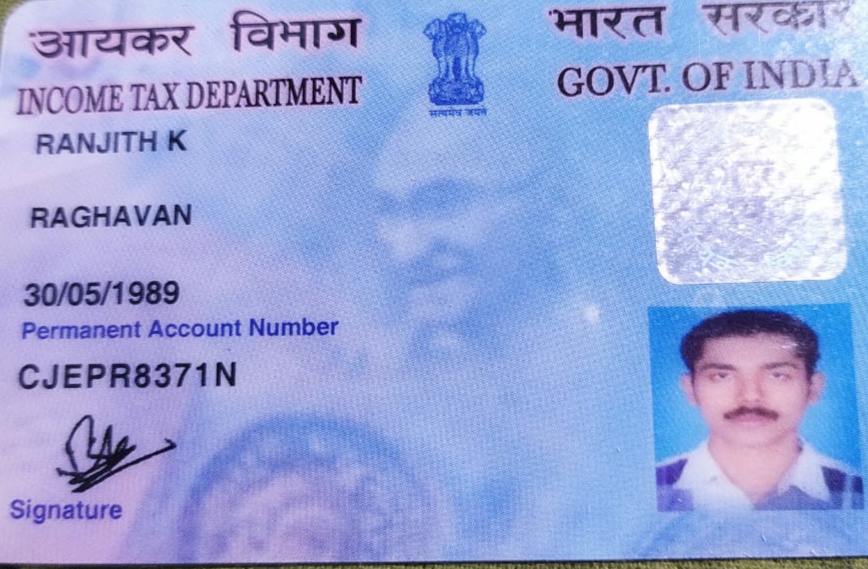 आयकर विभाग
भारत सरकार
INCOME TAX DEPARTMENT
GOVT. OF INDIA
सत्यमेव जयते
RANJITH K
RAGHAVAN
30/05/1989
Permanent Account Number
CJEPR8371N
Signature